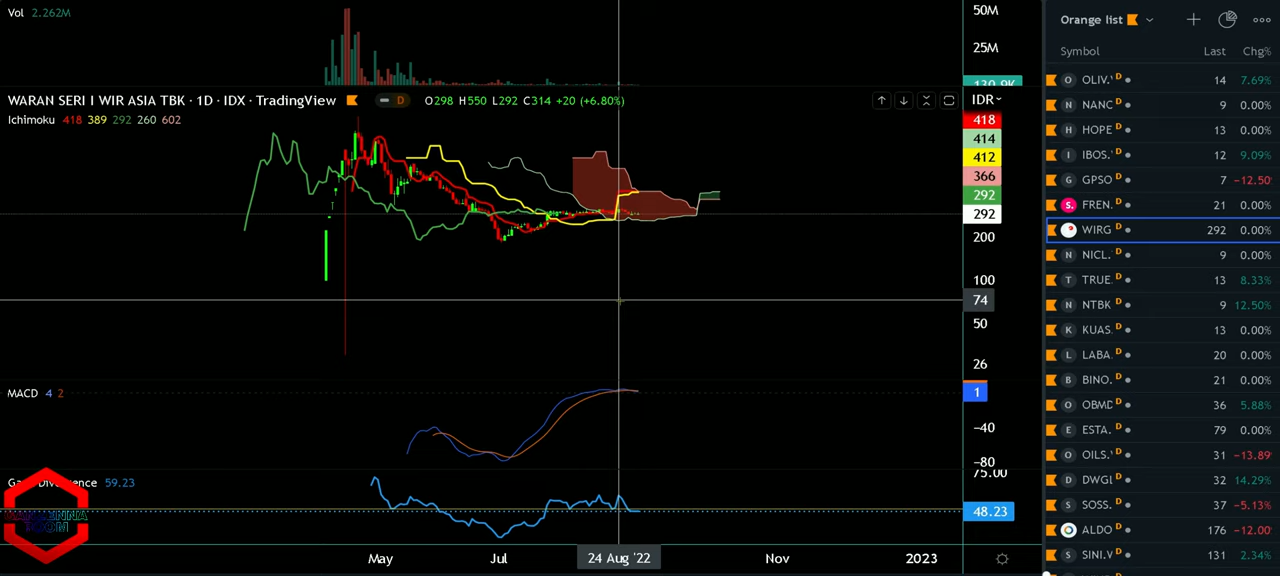 Vol 2.262M
50M
25M
130.9K
WARAN SERI I WIR ASIA TBK · 1D · IDX · TradingView D O298 H550 L292 C314 +20 (+6.80%)
IDR
Ichimoku 418 389 292 260 602
418
414
412
366
292
292
200
100
74
50
26
MACD 4 2
1
−40
−80
75.00
59.23
48.23
May Jul 24 Aug '22 Nov 2023
Orange list
Symbol Last Chg%
O OLIV. D 14 7.69%
N NANC D 9 0.00%
H HOPE D 13 0.00%
I IBOS. D 12 9.09%
G GPSO D 7 −12.50
S. FREN. D 21 0.00%
WIRG D 292 0.00%
N NICL. D 9 0.00%
T TRUE. D 13 8.33%
N NTBK D 9 12.50%
K KUAS. D 13 0.00%
L LABA. D 20 0.00%
B BINO. D 21 0.00%
O OBMD D 36 5.88%
E ESTA. D 79 0.00%
O OILS. D 31 −13.89
D DWGL D 32 14.29%
S SOSS. D 37 −5.13%
ALDO D 176 −12.00
S SINI.V D 131 2.34%